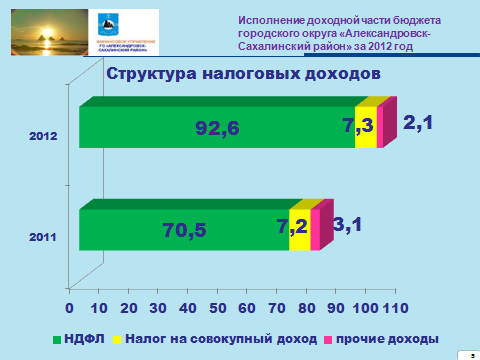 Исполнение доходной части бюджета
городского округа «Александровск-
Сахалинский район» за 2012 год
ФИНАНСОВОЕ УПРАВЛЕНИЕ
ГО «АЛЕКСАНДРОВСК-
САХАЛИНСКИЙ РАЙОН»
Структура налоговых доходов
2012
92,6
7,3
2,1
2011
70,5
7,2
3,1
0 10 20 30 40 50 60 70 80 90 100 110
НДФЛ Налог на совокупный доход прочие доходы